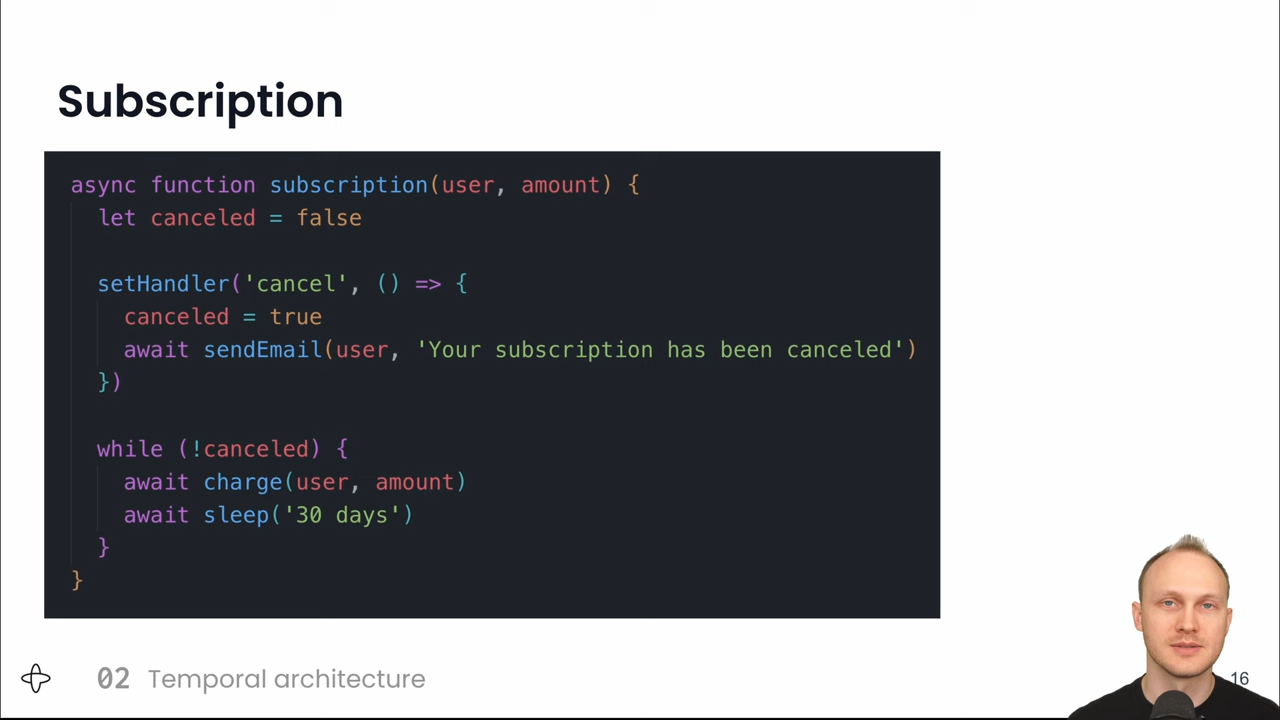 Subscription
async function subscription(user, amount) {
let canceled = false
setHandler('cancel', () => {
canceled = true
await sendEmail(user, 'Your subscription has been canceled')
})
while (!canceled) {
await charge(user, amount)
await sleep('30 days')
}
}
02 Temporal architecture
16